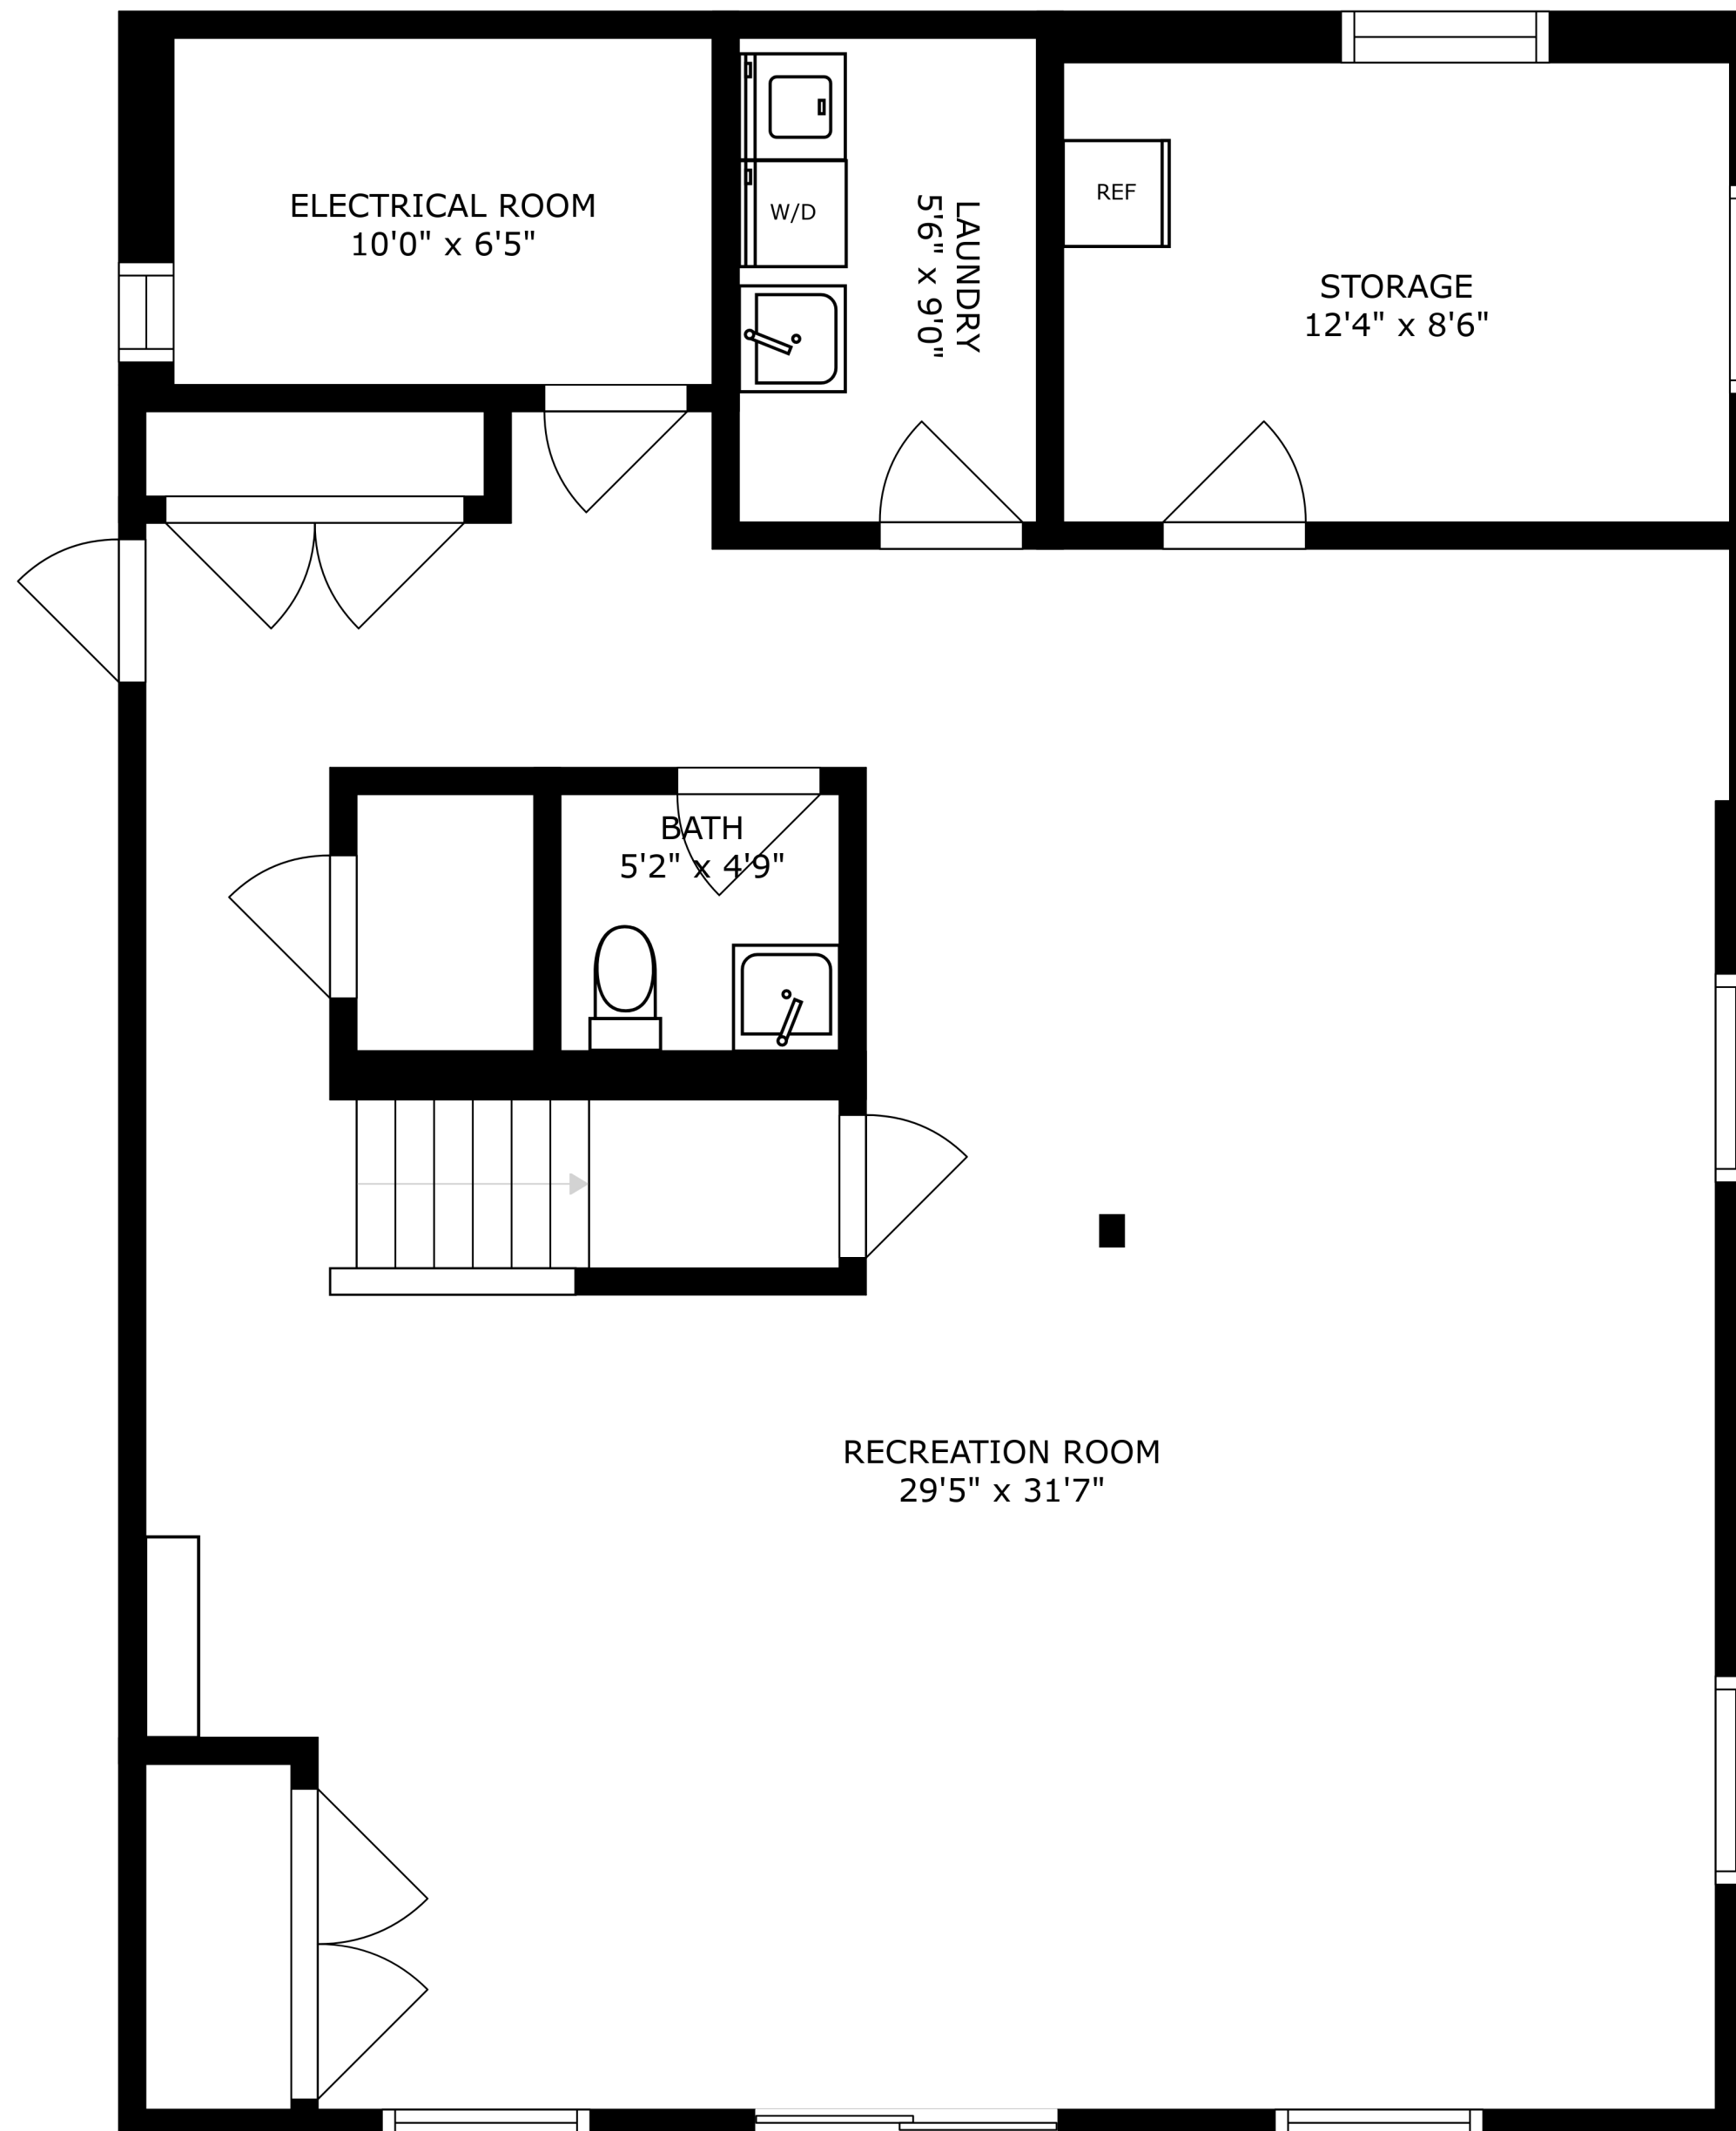 ELECTRICAL ROOM
10'0" x 6'5"
W/D
LAUNDRY
5'6" x 9'0"
REF
STORAGE
12'4" x 8'6"
BATH
5'2" x 4'9"
RECREATION ROOM
29'5" x 31'7"